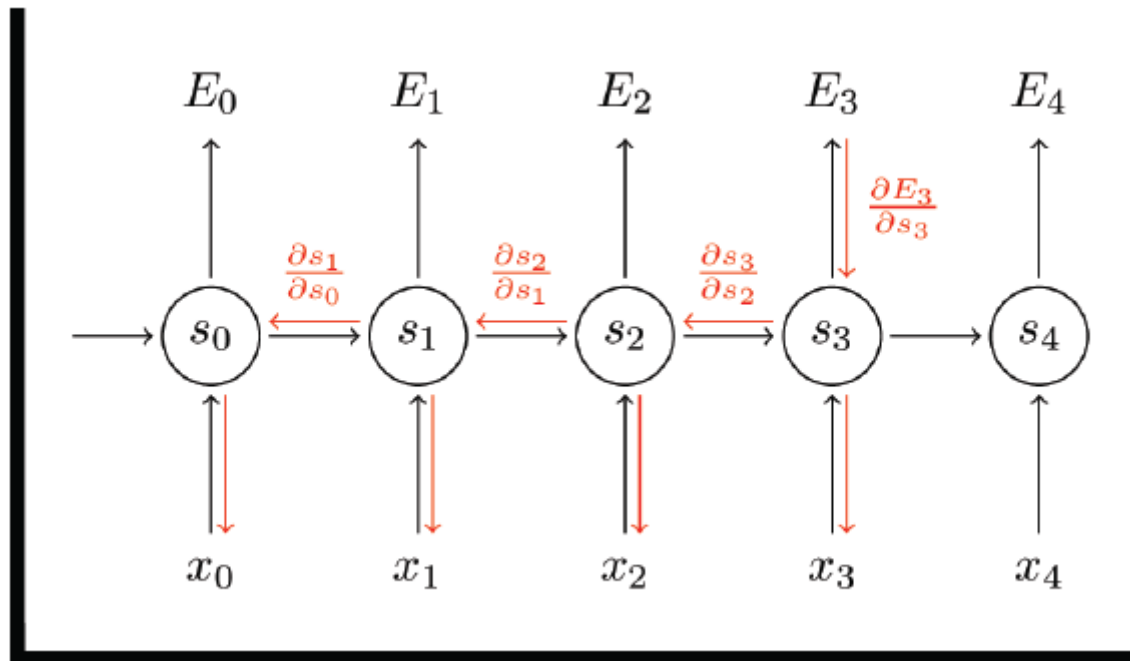 E₀ E₁ E₂ E₃ E₄
∂E₃/∂s₃
∂s₁/∂s₀ ∂s₂/∂s₁ ∂s₃/∂s₂
s₀ s₁ s₂ s₃ s₄
x₀ x₁ x₂ x₃ x₄